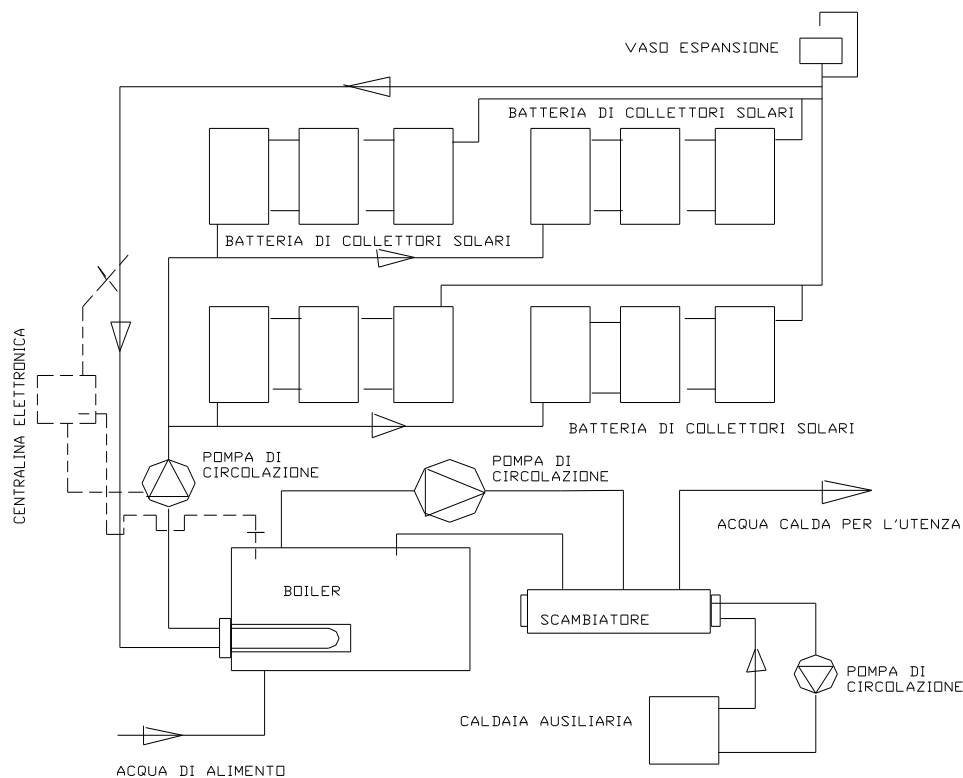 VASO ESPANSIONE
BATTERIA DI COLLETTORI SOLARI
BATTERIA DI COLLETTORI SOLARI
CENTRALINA ELETTRONICA
BATTERIA DI COLLETTORI SOLARI
POMPA DI
CIRCOLAZIONE
POMPA DI
CIRCOLAZIONE
ACQUA CALDA PER L'UTENZA
BOILER
SCAMBIATORE
POMPA DI
CIRCOLAZIONE
CALDAIA AUSILIARIA
ACQUA DI ALIMENTO